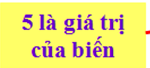 5 là giá trị
của biến